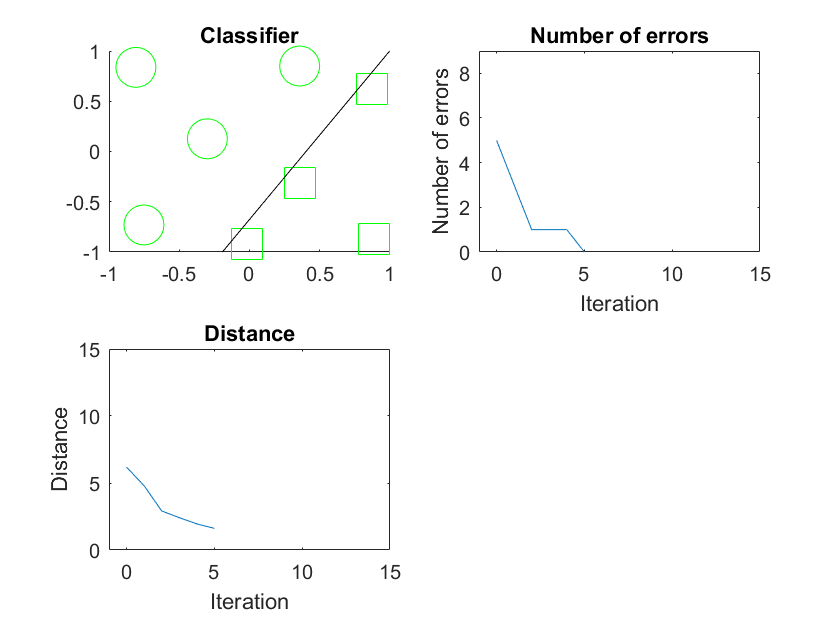 Classifier
1
0.5
0
-0.5
-1
-1 -0.5 0 0.5 1
Number of errors
Number of errors
8
6
4
2
0
0 5 10 15
Iteration
Distance
Distance
15
10
5
0
0 5 10 15
Iteration